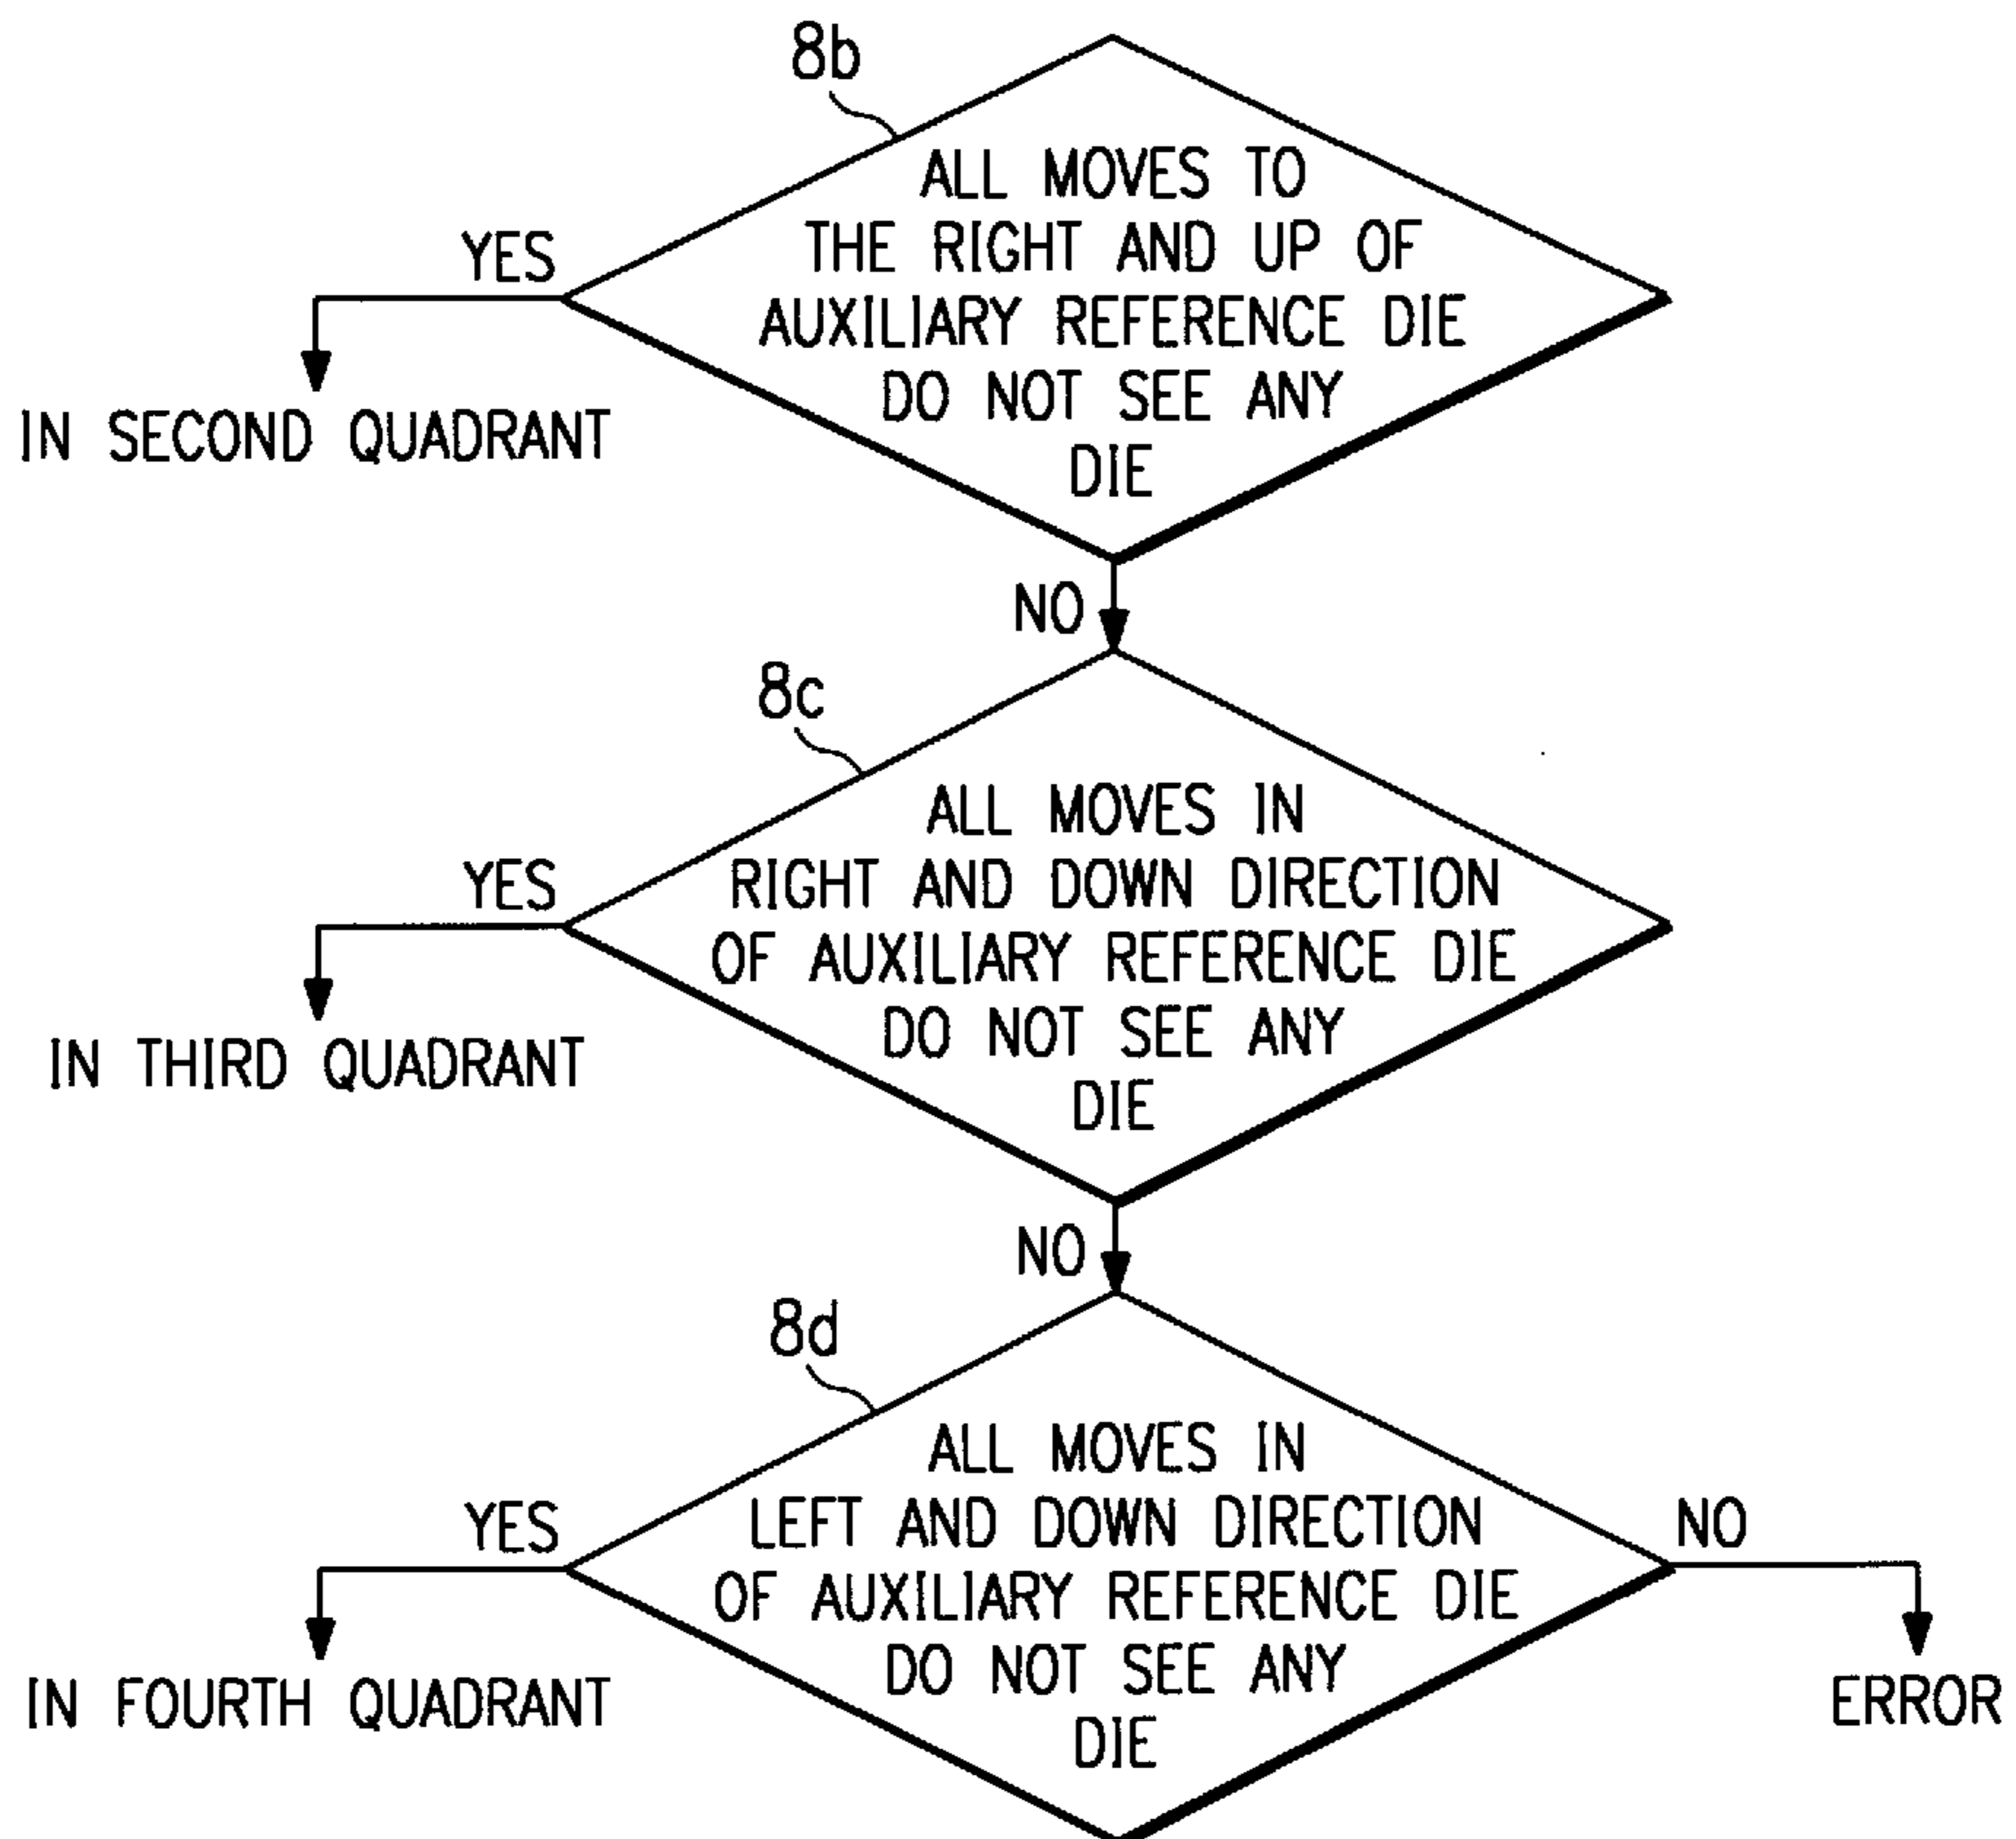 8b
ALL MOVES TO
THE RIGHT AND UP OF
AUXILIARY REFERENCE DIE
DO NOT SEE ANY
DIE
YES
IN SECOND QUADRANT
NO
8c
ALL MOVES IN
RIGHT AND DOWN DIRECTION
OF AUXILIARY REFERENCE DIE
DO NOT SEE ANY
DIE
YES
IN THIRD QUADRANT
NO
8d
ALL MOVES IN
LEFT AND DOWN DIRECTION
OF AUXILIARY REFERENCE DIE
DO NOT SEE ANY
DIE
YES
IN FOURTH QUADRANT
NO
ERROR